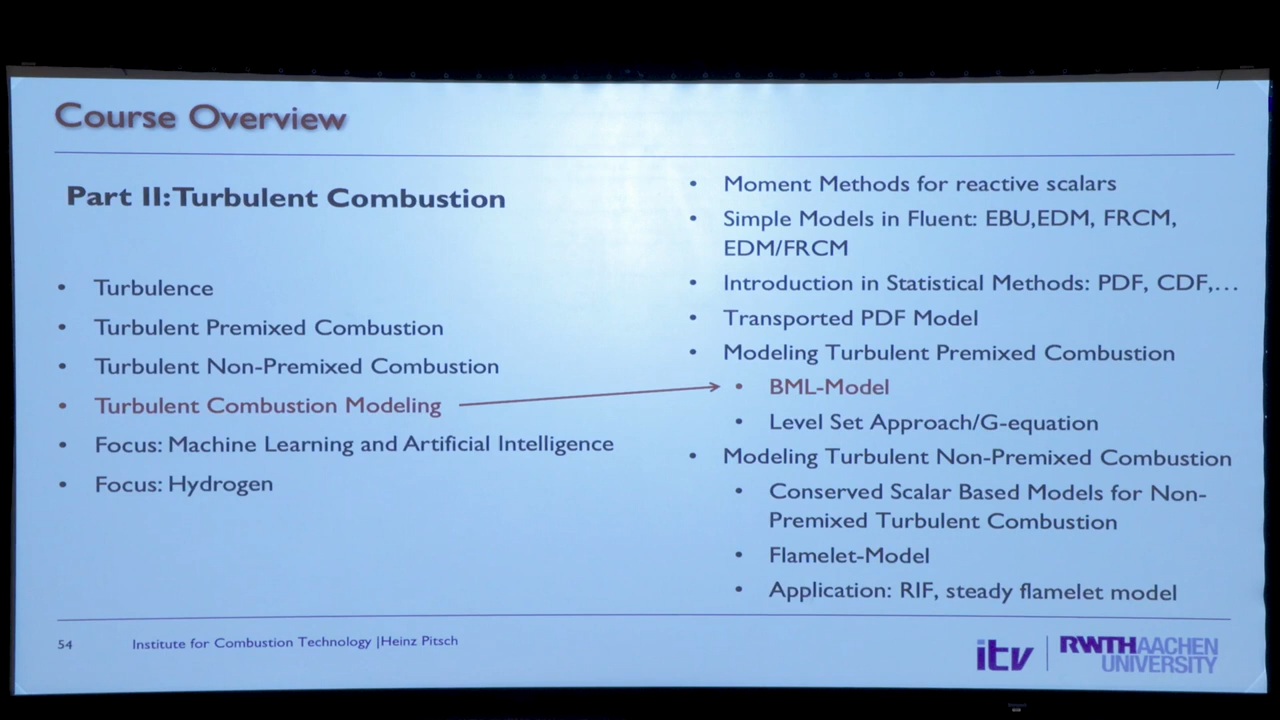 Course Overview
Part II: Turbulent Combustion
• Turbulence
• Turbulent Premixed Combustion
• Turbulent Non-Premixed Combustion
• Turbulent Combustion Modeling
• Focus: Machine Learning and Artificial Intelligence
• Focus: Hydrogen
• Moment Methods for reactive scalars
• Simple Models in Fluent: EBU,EDM, FRCM,
EDM/FRCM
• Introduction in Statistical Methods: PDF, CDF,…
• Transported PDF Model
• Modeling Turbulent Premixed Combustion
• BML-Model
• Level Set Approach/G-equation
• Modeling Turbulent Non-Premixed Combustion
• Conserved Scalar Based Models for Non-
Premixed Turbulent Combustion
• Flamelet-Model
• Application: RIF, steady flamelet model
54 Institute for Combustion Technology |Heinz Pitsch
itv
RWTHAACHEN
UNIVERSITY